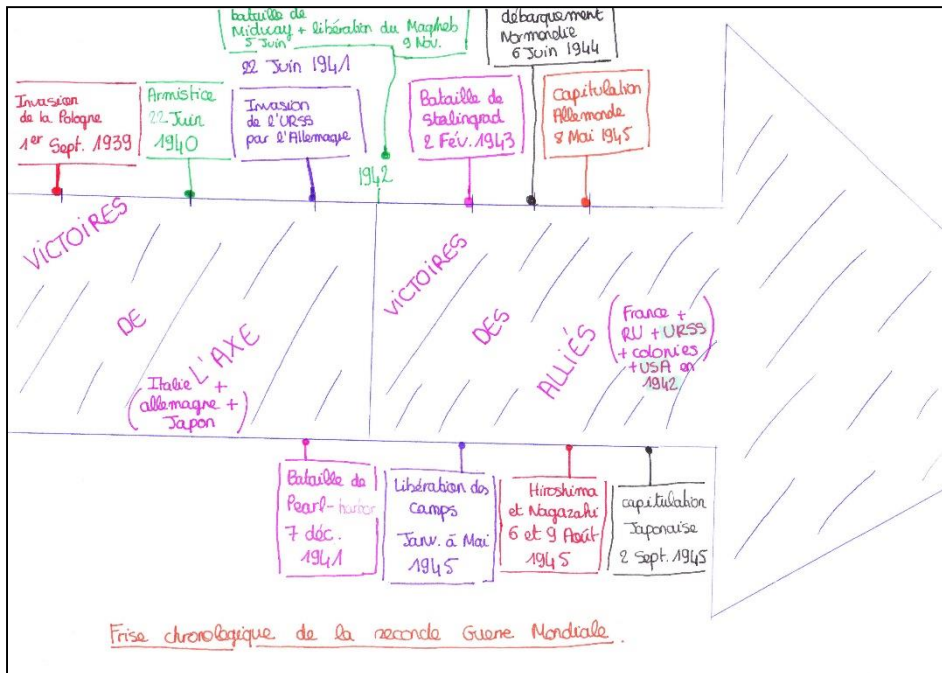 bataille de
Midway + libération du Maghreb
5 Juin 9 Nov.
débarquement
Normandie
6 Juin 1944
22 Juin 1941
Invasion
de la Pologne
1er Sept. 1939
Armistice
22 Juin
1940
Invasion
de l'URSS
par l'Allemagne
1942
Bataille de
Stalingrad
2 Fév. 1943
Capitulation
Allemande
8 Mai 1945
VICTOIRES
DE
L'AXE
(Italie +
allemagne +
Japon)
VICTOIRES
DES
ALLIÉS
(France +
RU + URSS
+ colonies
+ USA en
1942)
Bataille de
Pearl-harbor
7 déc.
1941
Libération des
Camps
Janv. à Mai
1945
Hiroshima
et Nagazaki
6 et 9 Août
1945
capitulation
Japonaise
2 Sept. 1945
Frise chronologique de la seconde Guerre Mondiale.